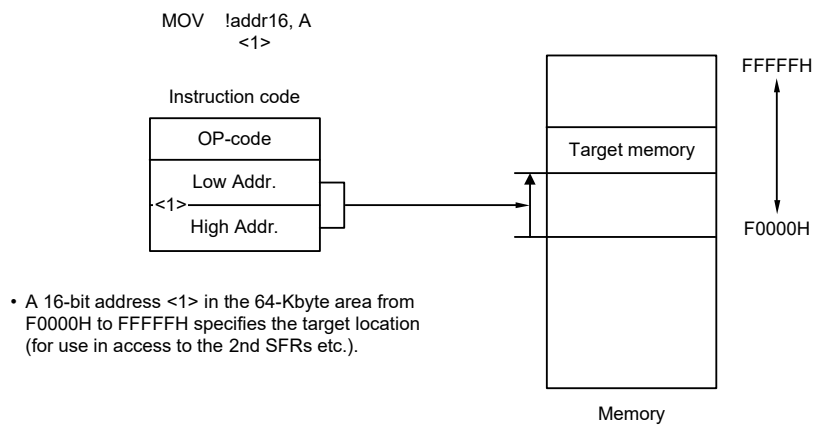 MOV !addr16, A
<1>
Instruction code
OP-code
Low Addr.
<1>
High Addr.
FFFFFH
Target memory
F0000H
• A 16-bit address <1> in the 64-Kbyte area from
F0000H to FFFFFH specifies the target location
(for use in access to the 2nd SFRs etc.).
Memory